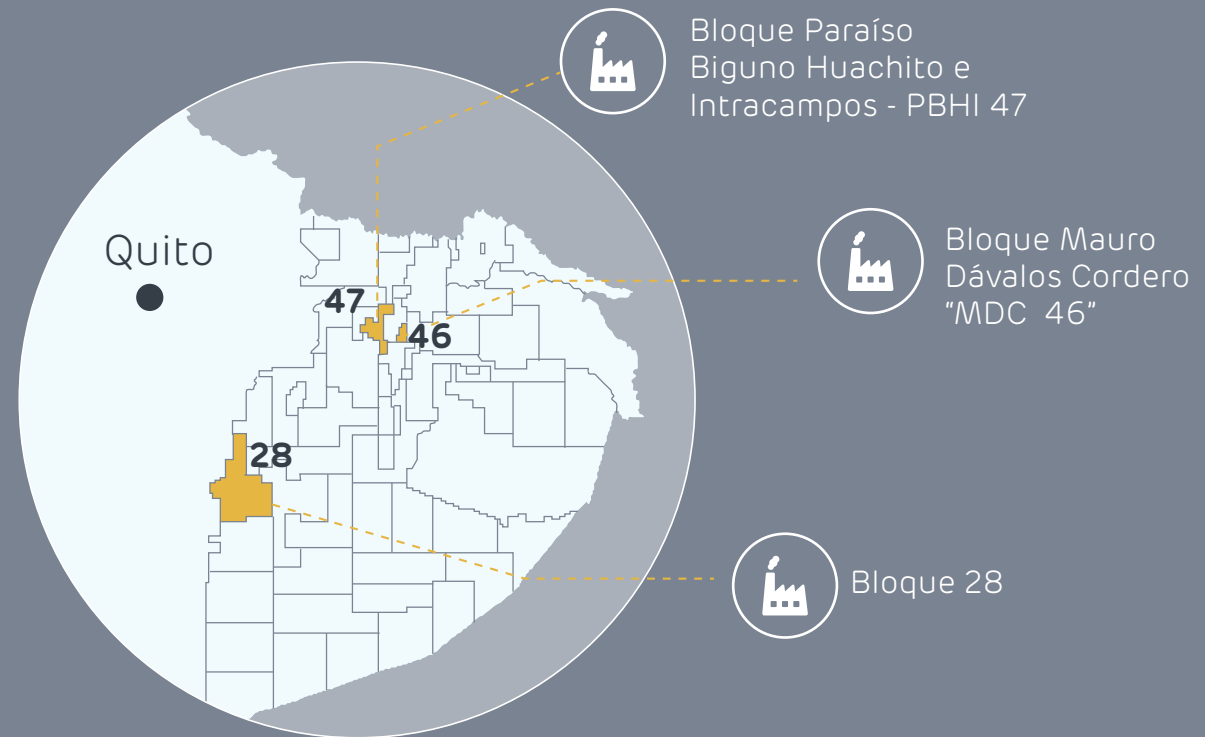 Bloque Paraíso
Biguno Huachito e
Intracampos - PBHI 47
Quito
Bloque Mauro
Dávalos Cordero
"MDC  46"
47
46
28
Bloque 28